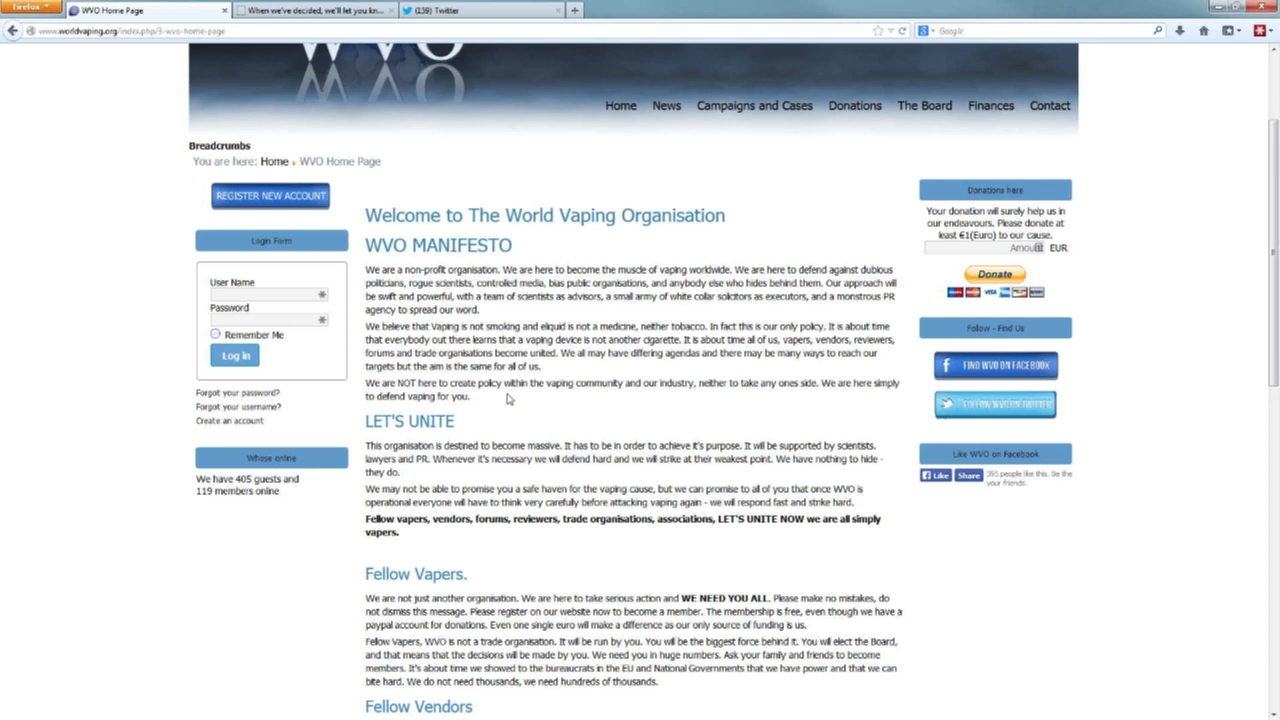 Firefox
WVO Home Page
When we've decided, we'll let you kn...
(159) Twitter
www.worldvaping.org/index.php/3-wvo-home-page
Google
WVO
Home News Campaigns and Cases Donations The Board Finances Contact
Breadcrumbs
You are here: Home WVO Home Page
REGISTER NEW ACCOUNT
Login Form
User Name
Password
Remember Me
Log in
Forgot your password?
Forgot your username?
Create an account
Whose online
We have 405 guests and
119 members online
Welcome to The World Vaping Organisation
WVO MANIFESTO
We are a non-profit organisation. We are here to become the muscle of vaping worldwide. We are here to defend against dubious
politicians, rogue scientists, controlled media, bias public organisations, and anybody else who hides behind them. Our approach will
be swift and powerful, with a team of scientists as advisors, a small army of white collar solicitors as executors, and a monstrous PR
agency to spread our word.
We believe that Vaping is not smoking and eliquid is not a medicine, neither tobacco. In fact this is our only policy. It is about time
that everybody out there learns that a vaping device is not another cigarette. It is about time all of us, vapers, vendors, reviewers,
forums and trade organisations become united. We all may have differing agendas and there may be many ways to reach our
targets but the aim is the same for all of us.
We are NOT here to create policy within the vaping community and our industry, neither to take any ones side. We are here simply
to defend vaping for you.
LET'S UNITE
This organisation is destined to become massive. It has to be in order to achieve it's purpose. It will be supported by scientists.
lawyers and PR. Whenever it's necessary we will defend hard and we will strike at their weakest point. We have nothing to hide -
they do.
We may not be able to promise you a safe haven for the vaping cause, but we can promise to all of you that once WVO is
operational everyone will have to think very carefully before attacking vaping again - we will respond fast and strike hard.
Fellow vapers, vendors, forums, reviewers, trade organisations, associations, LET'S UNITE NOW we are all simply
vapers.
Fellow Vapers.
We are not just another organisation. We are here to take serious action and WE NEED YOU ALL. Please make no mistakes, do
not dismiss this message. Please register on our website now to become a member. The membership is free, even though we have a
paypal account for donations. Even one single euro will make a difference as our only source of funding is us.
Fellow Vapers, WVO is not a trade organisation. It will be run by you. You will be the biggest force behind it. You will elect the Board,
and that means that the decisions will be made by you. We need you in huge numbers. Ask your family and friends to become
members. It's about time we showed to the bureaucrats in the EU and National Governments that we have power and that we can
bite hard. We do not need thousands, we need hundreds of thousands.
Fellow Vendors
Donations here
Your donation will surely help us in
our endeavours. Please donate at
least €1(Euro) to our cause.
Amount EUR
Donate
VISA
Follow - Find Us
FIND WVO ON FACEBOOK
FOLLOW WVO ON TWITTER
Like WVO on Facebook
Like Share 395 people like this. Be the
your friends.